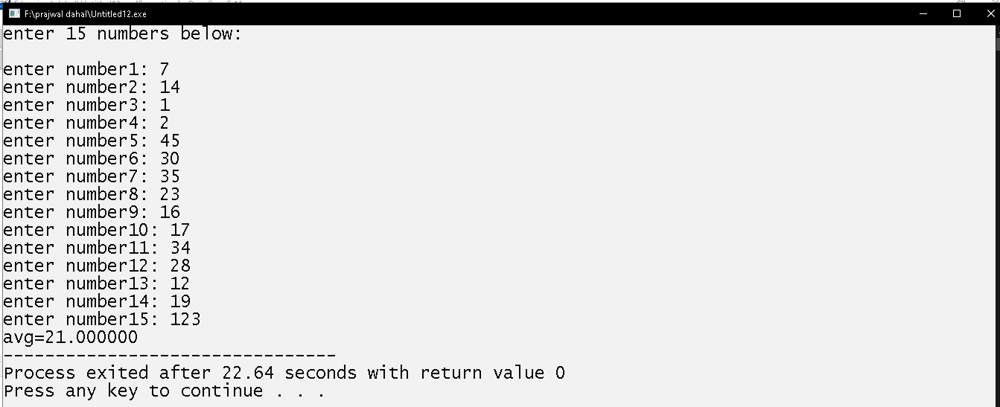 F:\prajwal dahal\Untitled12.exe
enter 15 numbers below:
enter number1: 7
enter number2: 14
enter number3: 1
enter number4: 2
enter number5: 45
enter number6: 30
enter number7: 35
enter number8: 23
enter number9: 16
enter number10: 17
enter number11: 34
enter number12: 28
enter number13: 12
enter number14: 19
enter number15: 123
avg=21.000000
--------------------------------
Process exited after 22.64 seconds with return value 0
Press any key to continue . . .